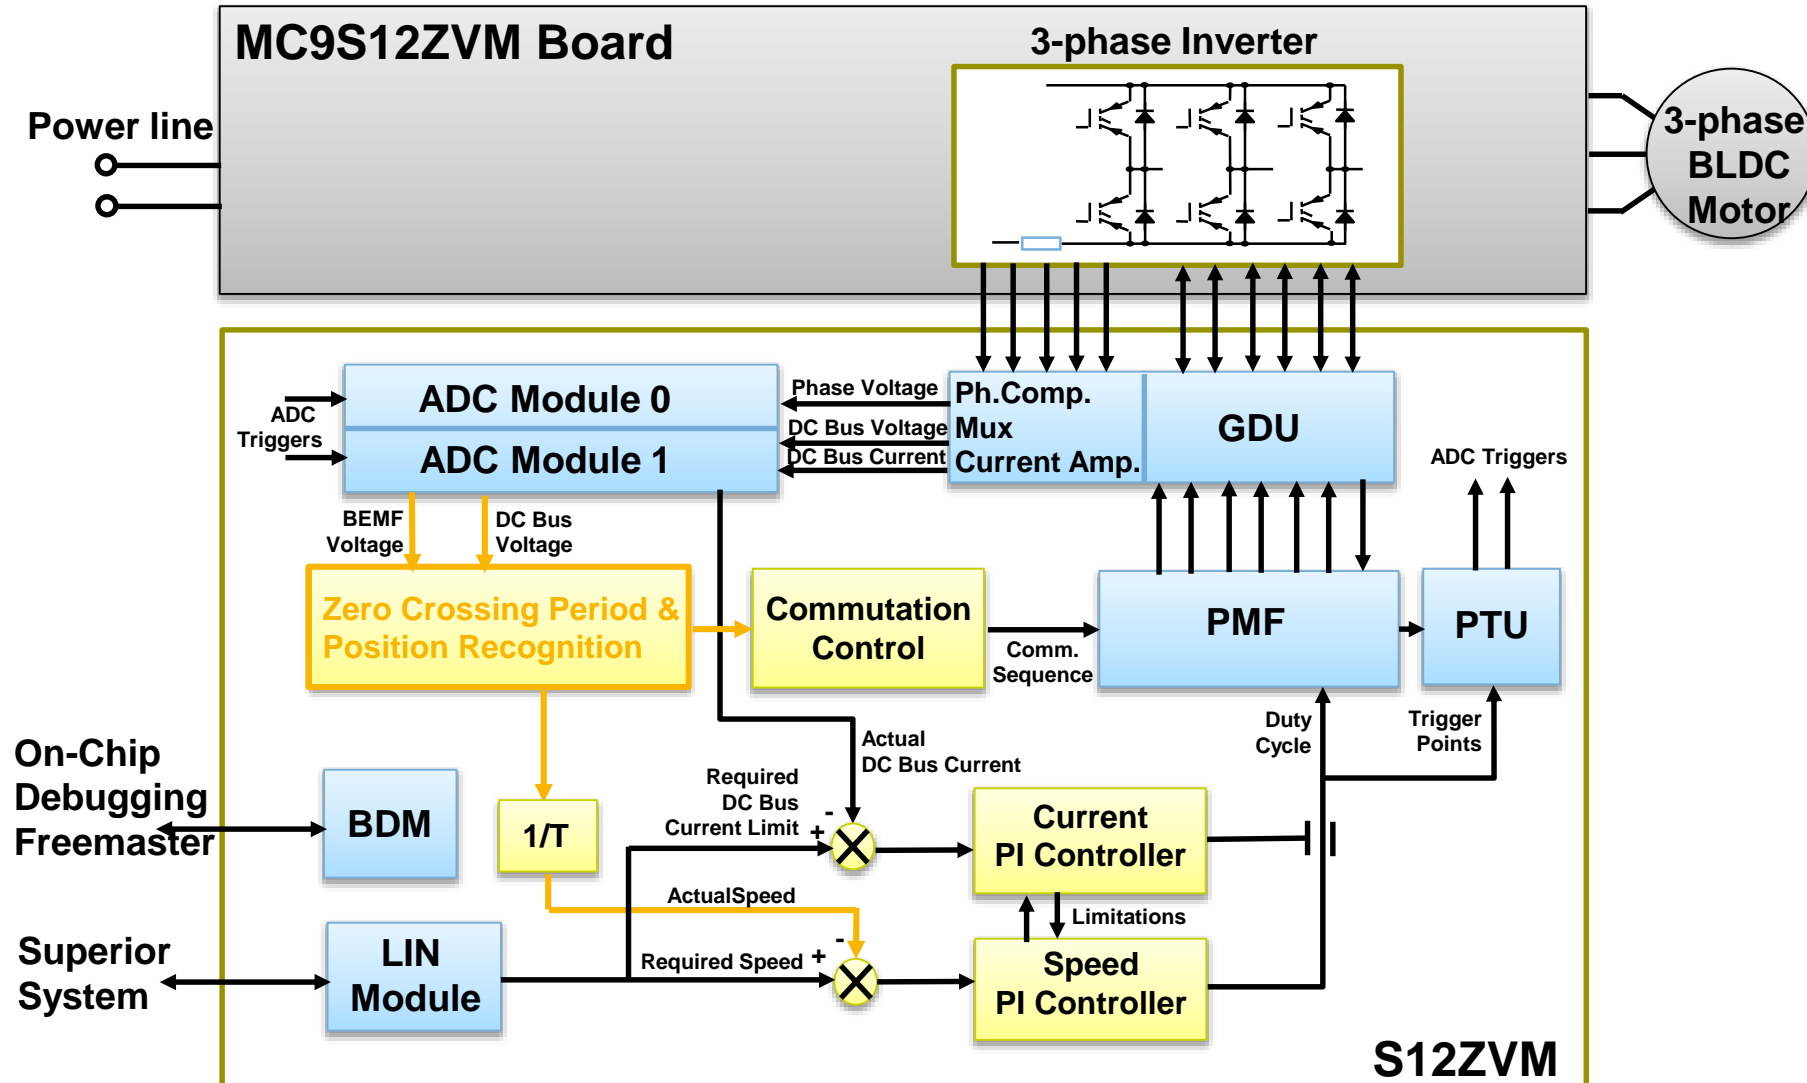 MC9S12ZVM Board
3-phase Inverter
Power line
3-phase
BLDC
Motor
ADC Module 0
ADC Module 1
ADC
Triggers
Phase Voltage
DC Bus Voltage
DC Bus Current
Ph.Comp.
Mux
Current Amp.
GDU
ADC Triggers
BEMF
Voltage
DC Bus
Voltage
Zero Crossing Period &
Position Recognition
Commutation
Control
Comm.
Sequence
PMF
PTU
Duty
Cycle
Trigger
Points
Actual
DC Bus Current
On-Chip
Debugging
Freemaster
BDM
1/T
Required
DC Bus
Current Limit
-
+
Current
PI Controller
ActualSpeed
Limitations
Superior
System
LIN
Module
Required Speed
-
+
Speed
PI Controller
S12ZVM